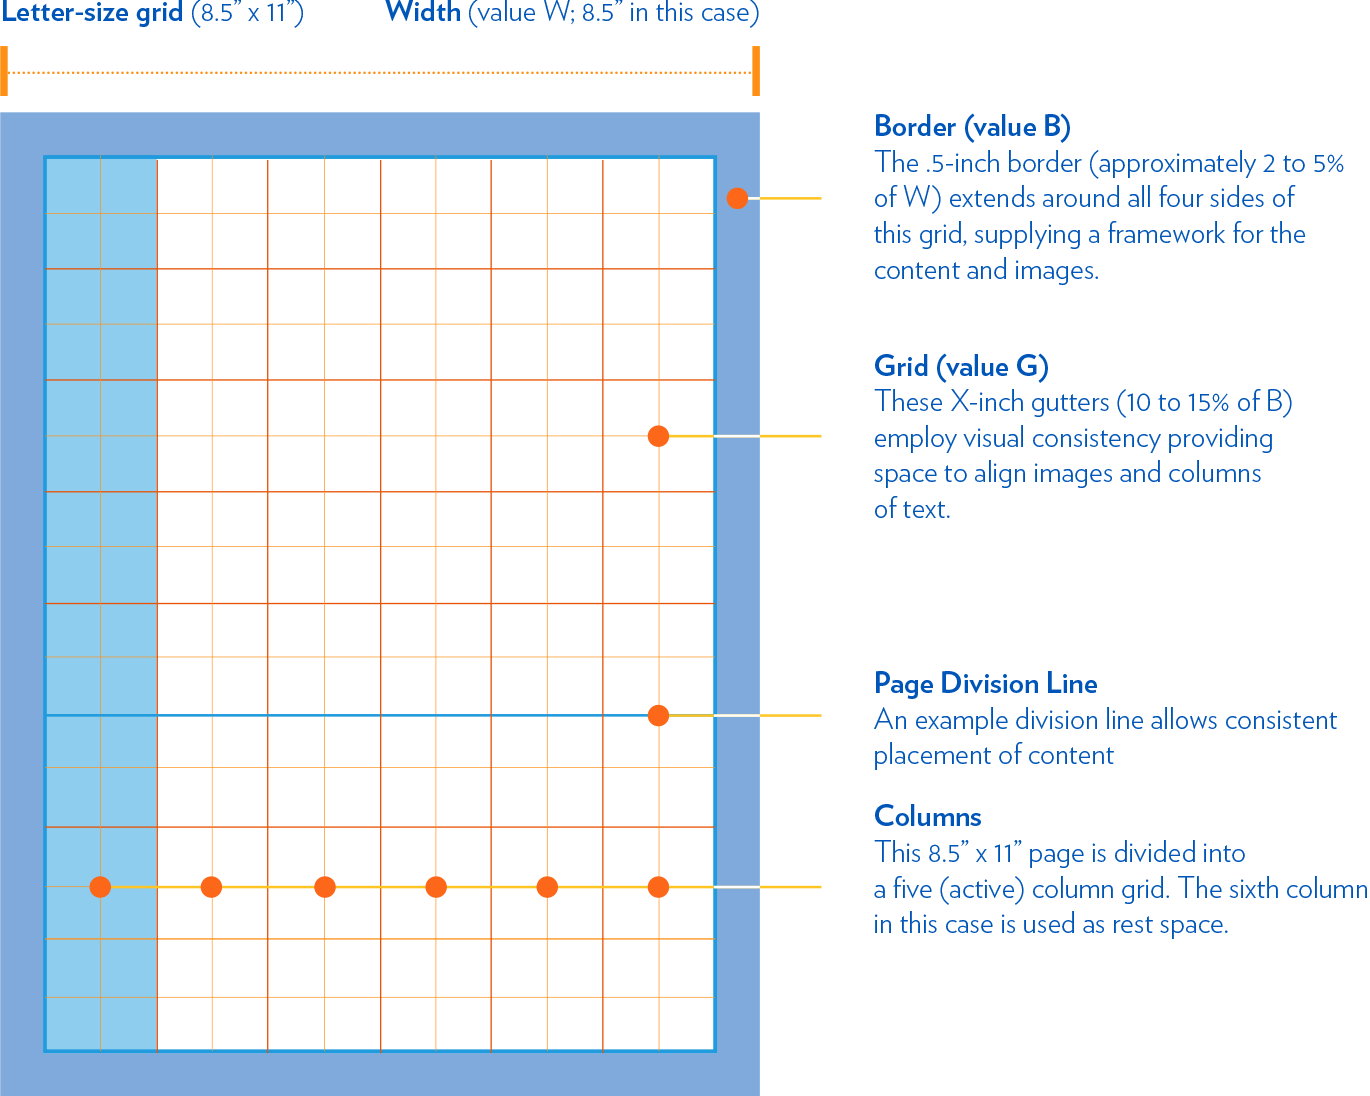 Letter-size grid (8.5” x 11”)
Width (value W; 8.5” in this case)
Border (value B)
The .5-inch border (approximately 2 to 5%
of W) extends around all four sides of
this grid, supplying a framework for the
content and images.
Grid (value G)
These X-inch gutters (10 to 15% of B)
employ visual consistency providing
space to align images and columns
of text.
Page Division Line
An example division line allows consistent
placement of content
Columns
This 8.5” x 11” page is divided into
a five (active) column grid. The sixth column
in this case is used as rest space.